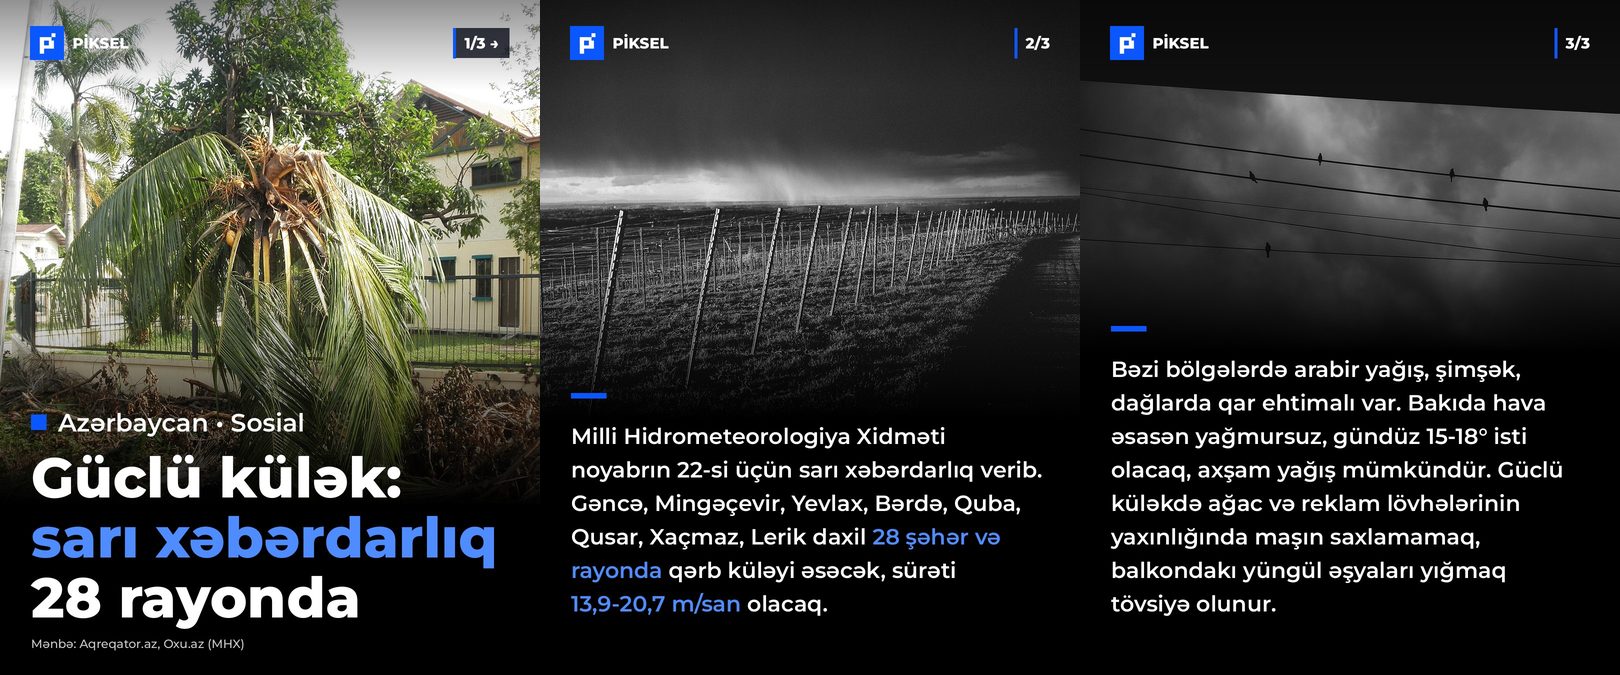 PİKSEL
1/3 →
Azərbaycan • Sosial
Güclü külək:
sarı xəbərdarlıq
28 rayonda
Mənbə: Aqreqator.az, Oxu.az (MHX)
PİKSEL
2/3
Milli Hidrometeorologiya Xidməti
noyabrın 22-si üçün sarı xəbərdarlıq verib.
Gəncə, Mingəçevir, Yevlax, Bərdə, Quba,
Qusar, Xaçmaz, Lerik daxil 28 şəhər və
rayonda qərb küləyi əsəcək, sürəti
13,9-20,7 m/san olacaq.
PİKSEL
3/3
Bəzi bölgələrdə arabir yağış, şimşək,
dağlarda qar ehtimalı var. Bakıda hava
əsasən yağmursuz, gündüz 15-18° isti
olacaq, axşam yağış mümkündür. Güclü
küləkdə ağac və reklam lövhələrinin
yaxınlığında maşın saxlamamaq,
balkondakı yüngül əşyaları yığmaq
tövsiyə olunur.